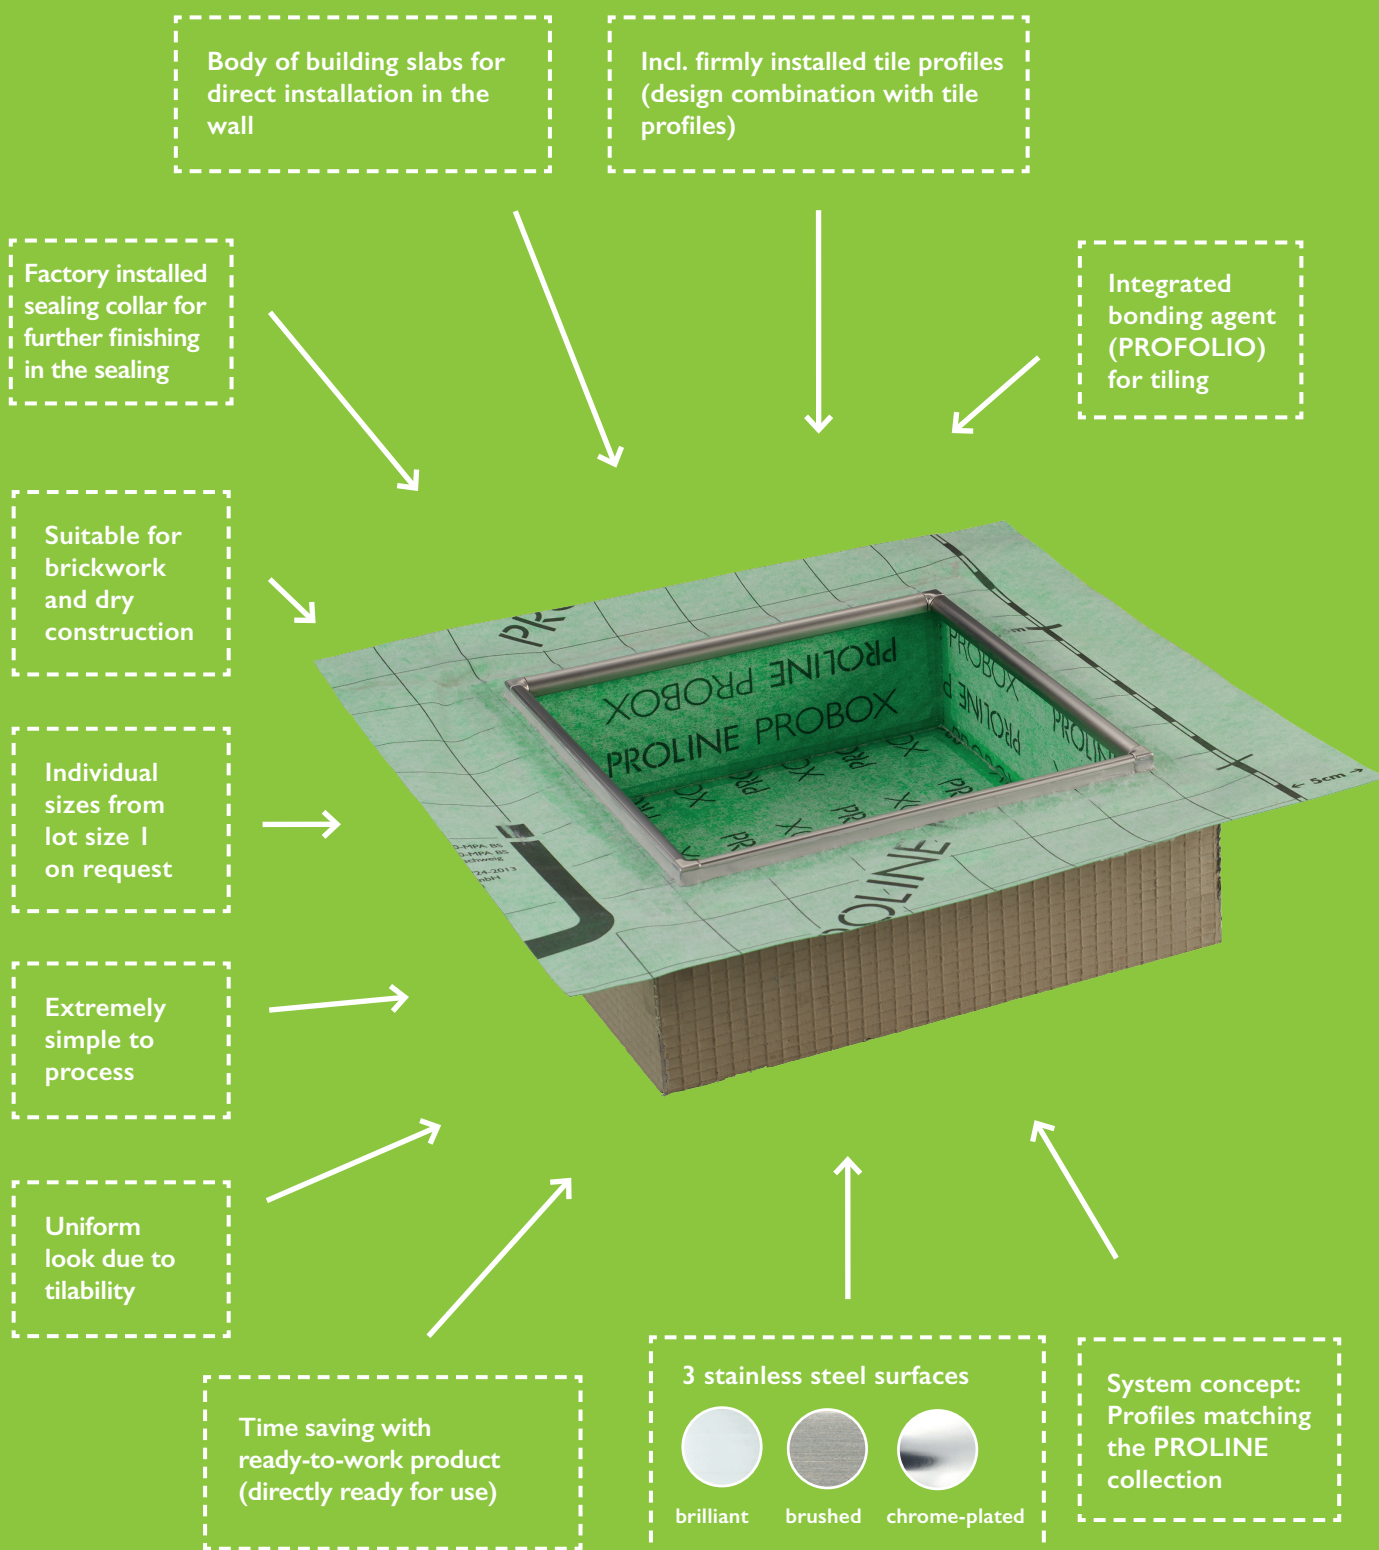 Body of building slabs for
direct installation in the
wall
Incl. firmly installed tile profiles
(design combination with tile
profiles)
Factory installed
sealing collar for
further finishing
in the sealing
Integrated
bonding agent
(PROFOLIO)
for tiling
Suitable for
brickwork
and dry
construction
Individual
sizes from
lot size 1
on request
Extremely
simple to
process
Uniform
look due to
tilability
Time saving with
ready-to-work product
(directly ready for use)
3 stainless steel surfaces
brilliant brushed chrome-plated
System concept:
Profiles matching
the PROLINE
collection
PROLINE PROBOX
PROLINE PROBOX
PROBOX
PROLINE
← 5cm →